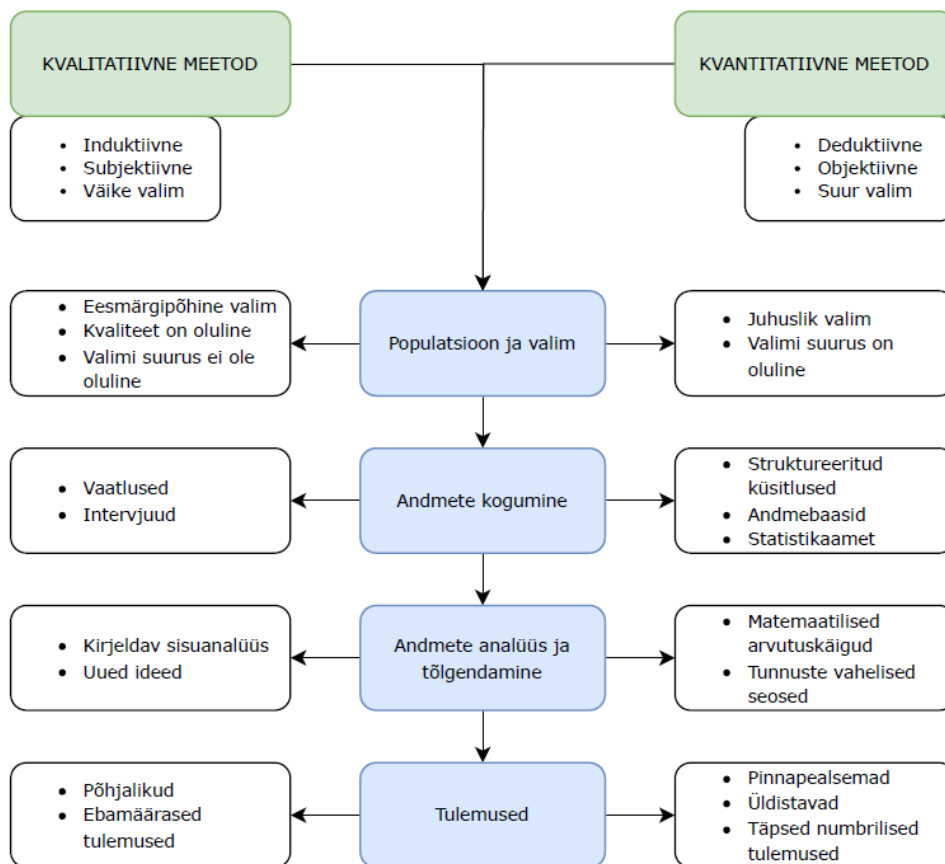 KVALITATIIVNE MEETOD
KVANTITATIIVNE MEETOD
• Induktiivne
• Subjektiivne
• Väike valim
• Deduktiivne
• Objektiivne
• Suur valim
• Eesmärgipõhine valim
• Kvaliteet on oluline
• Valimi suurus ei ole
oluline
Populatsioon ja valim
• Juhuslik valim
• Valimi suurus on
oluline
• Vaatlused
• Intervjuud
Andmete kogumine
• Struktureeritud
küsitlused
• Andmebaasid
• Statistikaamet
• Kirjeldav sisuanalüüs
• Uued ideed
Andmete analüüs ja
tõlgendamine
• Matemaatilised
arvutuskäigud
• Tunnuste vahelised
seosed
• Põhjalikud
• Ebamäärased
tulemused
Tulemused
• Pinnapealsemad
• Üldistavad
• Täpsed numbrilised
tulemused